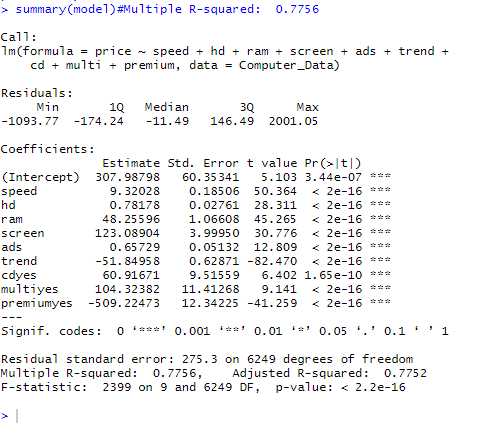 > summary(model)#Multiple R-squared:  0.7756

Call:
lm(formula = price ~ speed + hd + ram + screen + ads + trend +
    cd + multi + premium, data = Computer_Data)

Residuals:
     Min       1Q   Median       3Q      Max
-1093.77  -174.24   -11.49   146.49  2001.05

Coefficients:
              Estimate Std. Error t value Pr(>|t|)
(Intercept)  307.98798   60.35341   5.103 3.44e-07 ***
speed          9.32028    0.18506  50.364  < 2e-16 ***
hd             0.78178    0.02761  28.311  < 2e-16 ***
ram           48.25596    1.06608  45.265  < 2e-16 ***
screen       123.08904    3.99950  30.776  < 2e-16 ***
ads            0.65729    0.05132  12.809  < 2e-16 ***
trend        -51.84958    0.62871 -82.470  < 2e-16 ***
cdyes         60.91671    9.51559   6.402 1.65e-10 ***
multiyes     104.32382   11.41268   9.141  < 2e-16 ***
premiumyes  -509.22473   12.34225 -41.259  < 2e-16 ***
---
Signif. codes:  0 ‘***’ 0.001 ‘**’ 0.01 ‘*’ 0.05 ‘.’ 0.1 ‘ ’ 1

Residual standard error: 275.3 on 6249 degrees of freedom
Multiple R-squared:  0.7756,	Adjusted R-squared:  0.7752
F-statistic:  2399 on 9 and 6249 DF,  p-value: < 2.2e-16

>